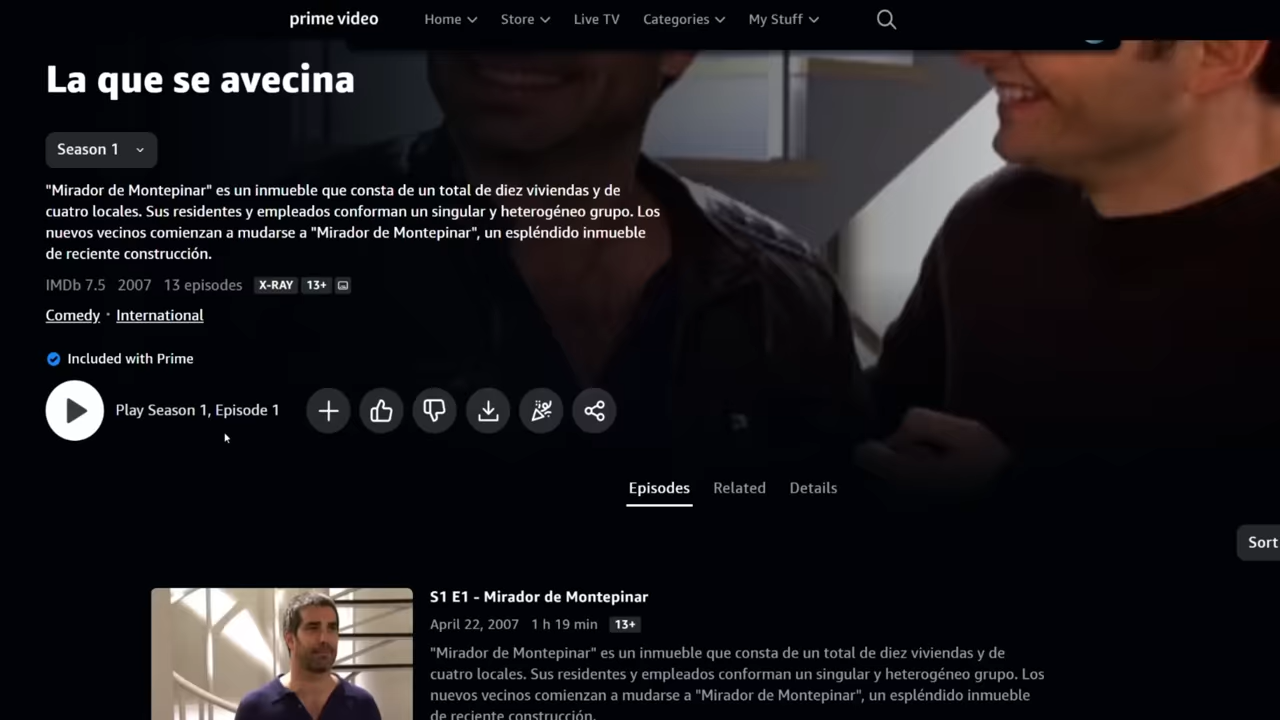 prime video
Home
Store
Live TV
Categories
My Stuff
La que se avecina
Season 1
"Mirador de Montepinar" es un inmueble que consta de un total de diez viviendas y de
cuatro locales. Sus residentes y empleados conforman un singular y heterogéneo grupo. Los
nuevos vecinos comienzan a mudarse a "Mirador de Montepinar", un espléndido inmueble
de reciente construcción.
IMDb 7.5 2007 13 episodes X-RAY 13+
Comedy · International
Included with Prime
Play Season 1, Episode 1
Episodes
Related
Details
Sort
S1 E1 - Mirador de Montepinar
April 22, 2007 1 h 19 min 13+
"Mirador de Montepinar" es un inmueble que consta de un total de diez viviendas y de
cuatro locales. Sus residentes y empleados conforman un singular y heterogéneo grupo. Los
nuevos vecinos comienzan a mudarse a "Mirador de Montepinar", un espléndido inmueble
de reciente construcción.